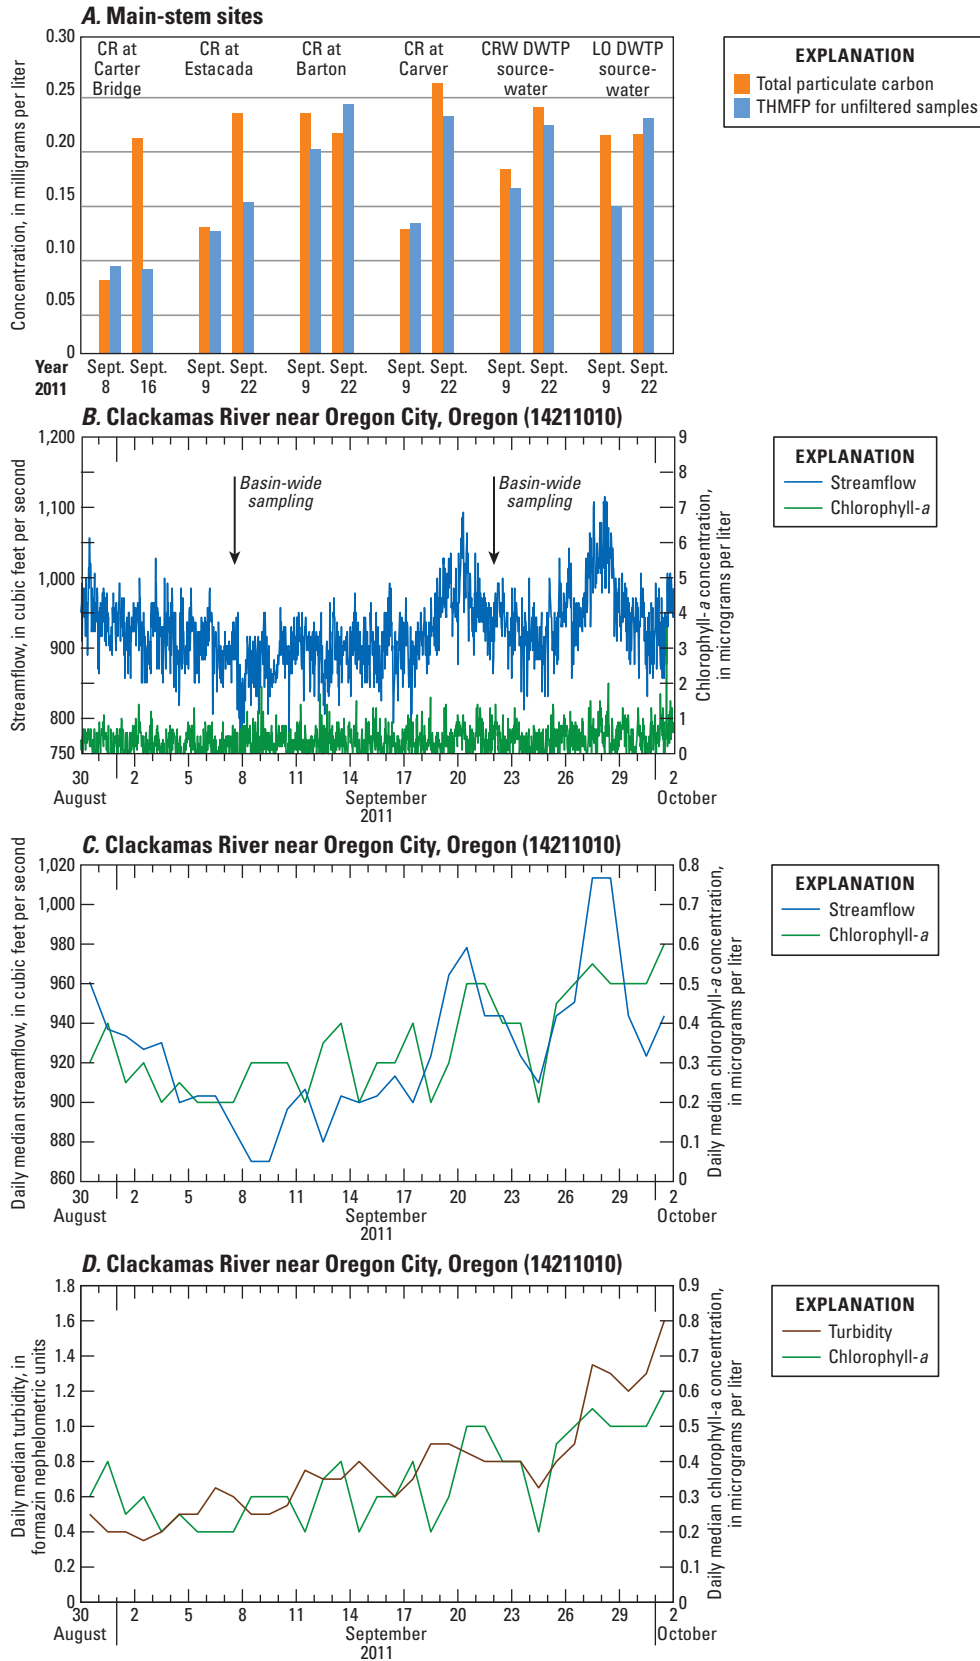 A. Main-stem sites
Concentration, in milligrams per liter
0.30
0.25
0.20
0.15
0.10
0.05
0
CR at Carter Bridge
CR at Estacada
CR at Barton
CR at Carver
CRW DWTP source-water
LO DWTP source-water
Year 2011
Sept. 8
Sept. 16
Sept. 9
Sept. 22
Sept. 9
Sept. 22
Sept. 9
Sept. 22
Sept. 9
Sept. 22
Sept. 9
Sept. 22
EXPLANATION
Total particulate carbon
THMFP for unfiltered samples
B. Clackamas River near Oregon City, Oregon (14211010)
Streamflow, in cubic feet per second
1,200
1,100
1,000
900
800
750
Basin-wide sampling
Basin-wide sampling
9
8
7
6
5
4
3
2
1
0
Chlorophyll-a concentration,
in micrograms per liter
30 2 5 8 11 14 17 20 23 26 29 2
August September October
2011
EXPLANATION
Streamflow
Chlorophyll-a
C. Clackamas River near Oregon City, Oregon (14211010)
Daily median streamflow, in cubic feet per second
1,020
1,000
980
960
940
920
900
880
860
0.8
0.7
0.6
0.5
0.4
0.3
0.2
0.1
0
Daily median chlorophyll-a concentration,
in micrograms per liter
30 2 5 8 11 14 17 20 23 26 29 2
August September October
2011
EXPLANATION
Streamflow
Chlorophyll-a
D. Clackamas River near Oregon City, Oregon (14211010)
Daily median turbidity, in
formazin nephelometric units
1.8
1.6
1.4
1.2
1.0
0.8
0.6
0.4
0.2
0
0.9
0.8
0.7
0.6
0.5
0.4
0.3
0.2
0.1
0
Daily median chlorophyll-a concentration,
in micrograms per liter
30 2 5 8 11 14 17 20 23 26 29 2
August September October
2011
EXPLANATION
Turbidity
Chlorophyll-a